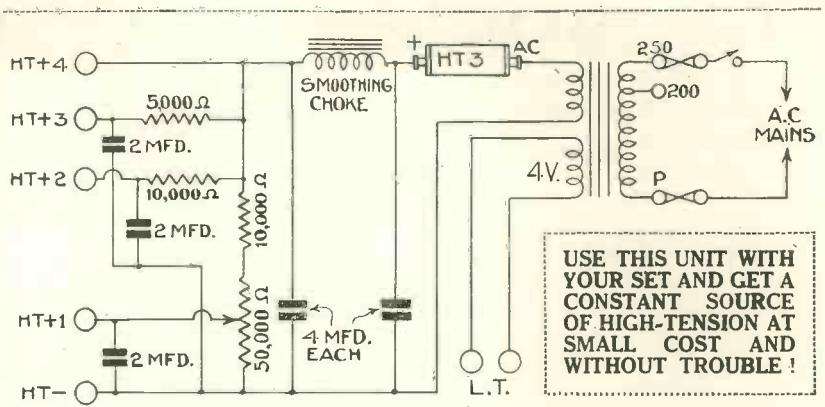 HT+4
HT+3
HT+2
HT+1
HT-
5,000 Ω
2 MFD.
10,000 Ω
2 MFD.
2 MFD.
10,000 Ω
50,000 Ω
SMOOTHING
CHOKE
4 MFD.
EACH
+
HT3
AC
4V.
L.T.
250
200
P
A.C
MAINS
USE THIS UNIT WITH
YOUR SET AND GET A
CONSTANT SOURCE
OF HIGH-TENSION AT
SMALL COST AND
WITHOUT TROUBLE!